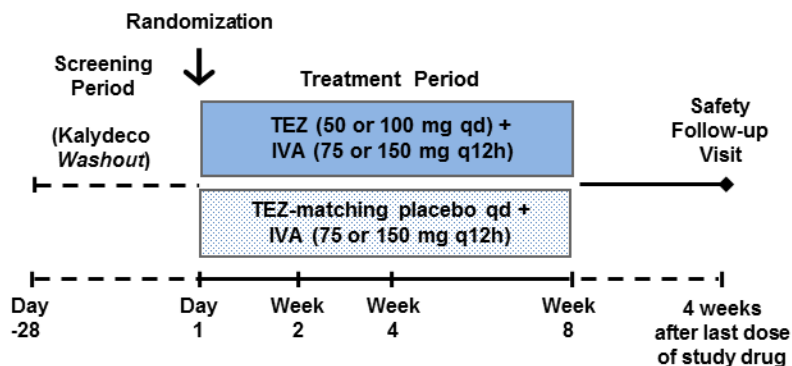 Randomization
Screening
Period
(Kalydeco
Washout)
Treatment Period
TEZ (50 or 100 mg qd) +
IVA (75 or 150 mg q12h)
TEZ-matching placebo qd +
IVA (75 or 150 mg q12h)
Safety
Follow-up
Visit
Day
-28
Day
1
Week
2
Week
4
Week
8
4 weeks
after last dose
of study drug